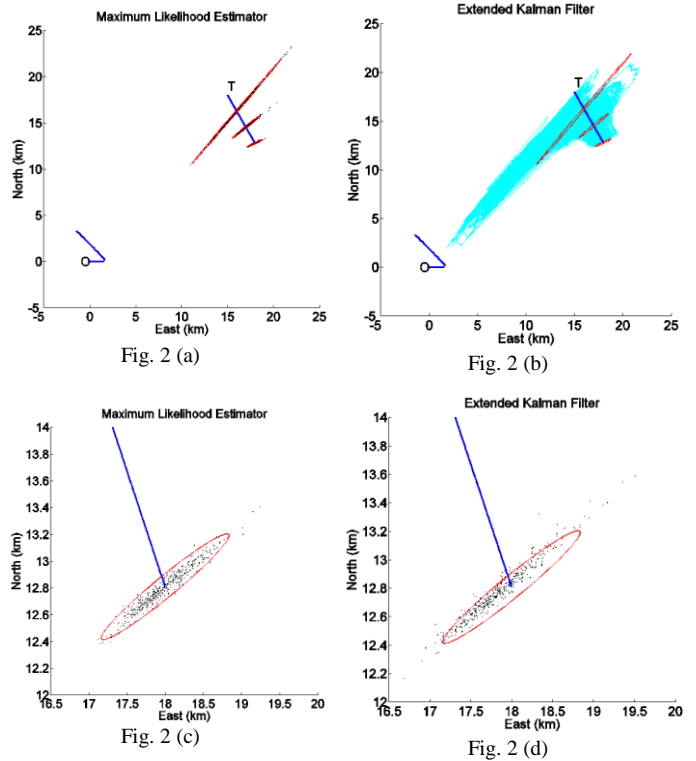 Maximum Likelihood Estimator
25
20
15
10
5
0
-5
-5 0 5 10 15 20 25
North (km)
East (km)
T
O
Fig. 2 (a)
Extended Kalman Filter
25
20
15
10
5
0
-5
-5 0 5 10 15 20 25
North (km)
East (km)
T
O
Fig. 2 (b)
Maximum Likelihood Estimator
14
13.8
13.6
13.4
13.2
13
12.8
12.6
12.4
12.2
12
16.5 17 17.5 18 18.5 19 19.5 20
North (km)
East (km)
Fig. 2 (c)
Extended Kalman Filter
14
13.8
13.6
13.4
13.2
13
12.8
12.6
12.4
12.2
12
16.5 17 17.5 18 18.5 19 19.5 20
North (km)
East (km)
Fig. 2 (d)